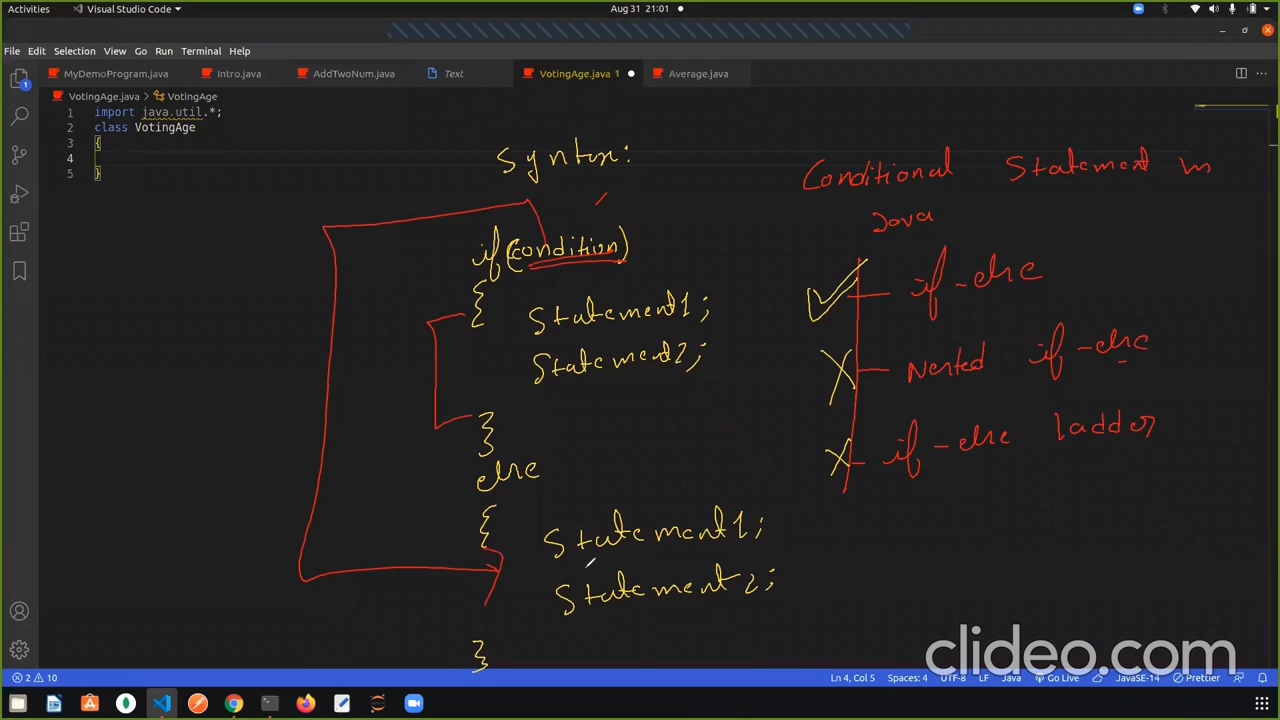 Activities
Visual Studio Code
Aug 31 21:01
File Edit Selection View Go Run Terminal Help
MyDemoProgram.java
Intro.java
AddTwoNum.java
Text
VotingAge.java 1
Average.java
VotingAge.java > VotingAge
1 import java.util.*;
2 class VotingAge
3 {
4
5 }
Syntax:
if(condition)
{
Statement1;
Statement2;
}
else
{
Statement1;
Statement2;
}
Conditional Statement in
Java
if-else
Nested if-else
if-else ladder
clideo.com
1
2 10
Ln 4, Col 5 Spaces: 4 UTF-8 LF Java Go Live JavaSE-14 Prettier